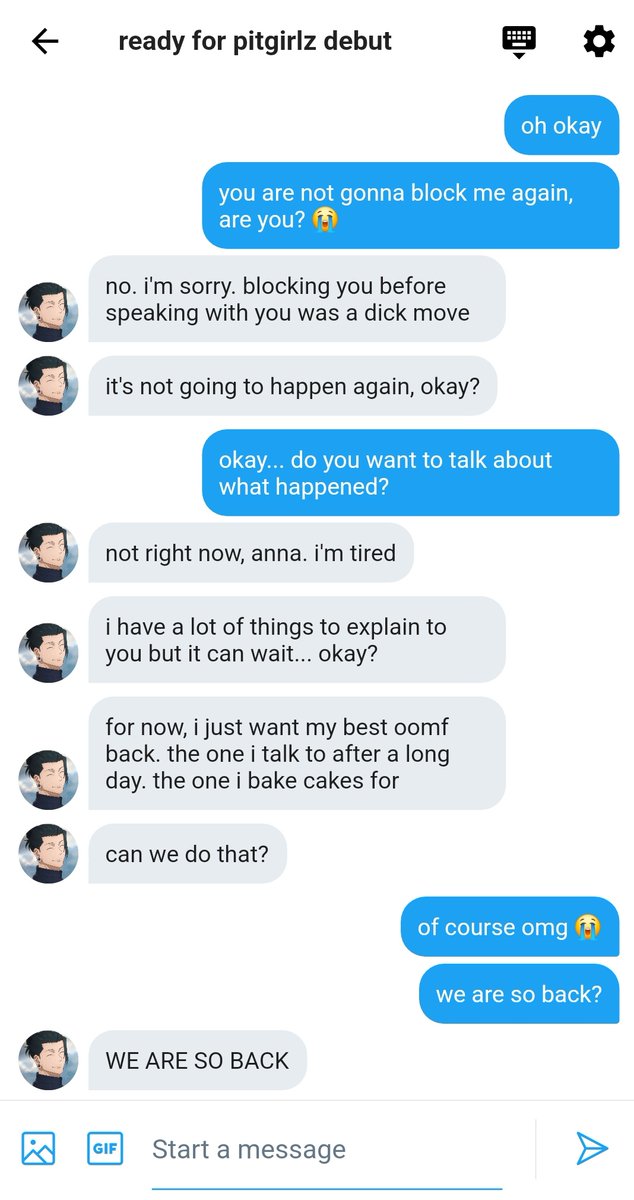 ready for pitgirlz debut
oh okay
you are not gonna block me again,
are you? 😭
no. i'm sorry. blocking you before
speaking with you was a dick move
it's not going to happen again, okay?
okay... do you want to talk about
what happened?
not right now, anna. i'm tired
i have a lot of things to explain to
you but it can wait... okay?
for now, i just want my best oomf
back. the one i talk to after a long
day. the one i bake cakes for
can we do that?
of course omg 😭
we are so back?
WE ARE SO BACK
GIF Start a message